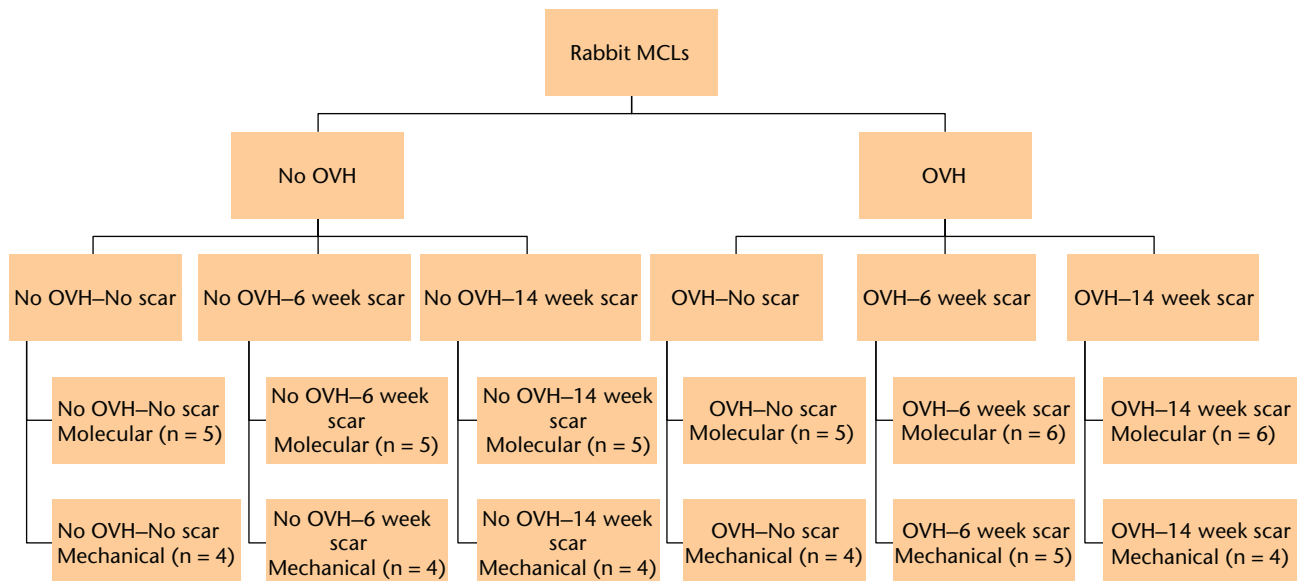 Rabbit MCLs
No OVH
OVH
No OVH–No scar
No OVH–6 week scar
No OVH–14 week scar
OVH–No scar
OVH–6 week scar
OVH–14 week scar
No OVH–No scar
Molecular (n = 5)
No OVH–6 week
scar
Molecular (n = 5)
No OVH–14 week
scar
Molecular (n = 5)
OVH–No scar
Molecular (n = 5)
OVH–6 week scar
Molecular (n = 6)
OVH–14 week scar
Molecular (n = 6)
No OVH–No scar
Mechanical (n = 4)
No OVH–6 week
scar
Mechanical (n = 4)
No OVH–14 week
scar
Mechanical (n = 4)
OVH–No scar
Mechanical (n = 4)
OVH–6 week scar
Mechanical (n = 5)
OVH–14 week scar
Mechanical (n = 4)